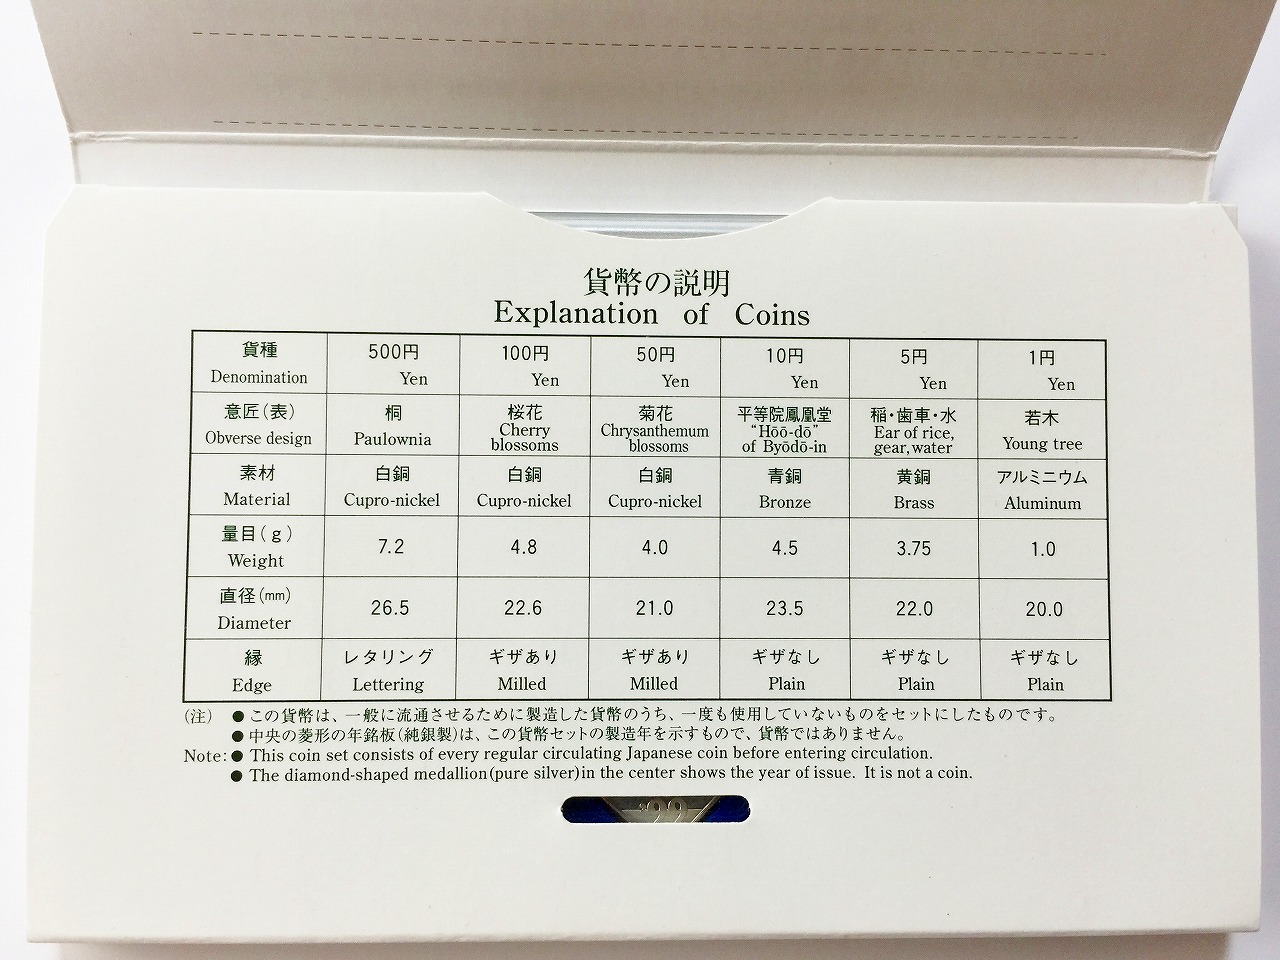 貨幣の説明
Explanation of Coins
貨種 500円 100円 50円 10円 5円 1円
Denomination Yen Yen Yen Yen Yen Yen
意匠(表) 桐 桜花 菊花 平等院鳳凰堂 稲・歯車・水 若木
Obverse design Paulownia Cherry blossoms Chrysanthemum blossoms "Hōō-dō" of Byōdō-in Ear of rice, gear, water Young tree
素材 白銅 白銅 白銅 青銅 黄銅 アルミニウム
Material Cupro-nickel Cupro-nickel Cupro-nickel Bronze Brass Aluminum
量目(g)
Weight 7.2 4.8 4.0 4.5 3.75 1.0
直径(mm)
Diameter 26.5 22.6 21.0 23.5 22.0 20.0
縁 レタリング ギザあり ギザあり ギザなし ギザなし ギザなし
Edge Lettering Milled Milled Plain Plain Plain
(注) ●この貨幣は、一般に流通させるために製造した貨幣のうち、一度も使用していないものをセットにしたものです。
●中央の菱形の年銘板(純銀製)は、この貨幣セットの製造年を示すもので、貨幣ではありません。
Note: ● This coin set consists of every regular circulating Japanese coin before entering circulation.
● The diamond-shaped medallion(pure silver)in the center shows the year of issue. It is not a coin.